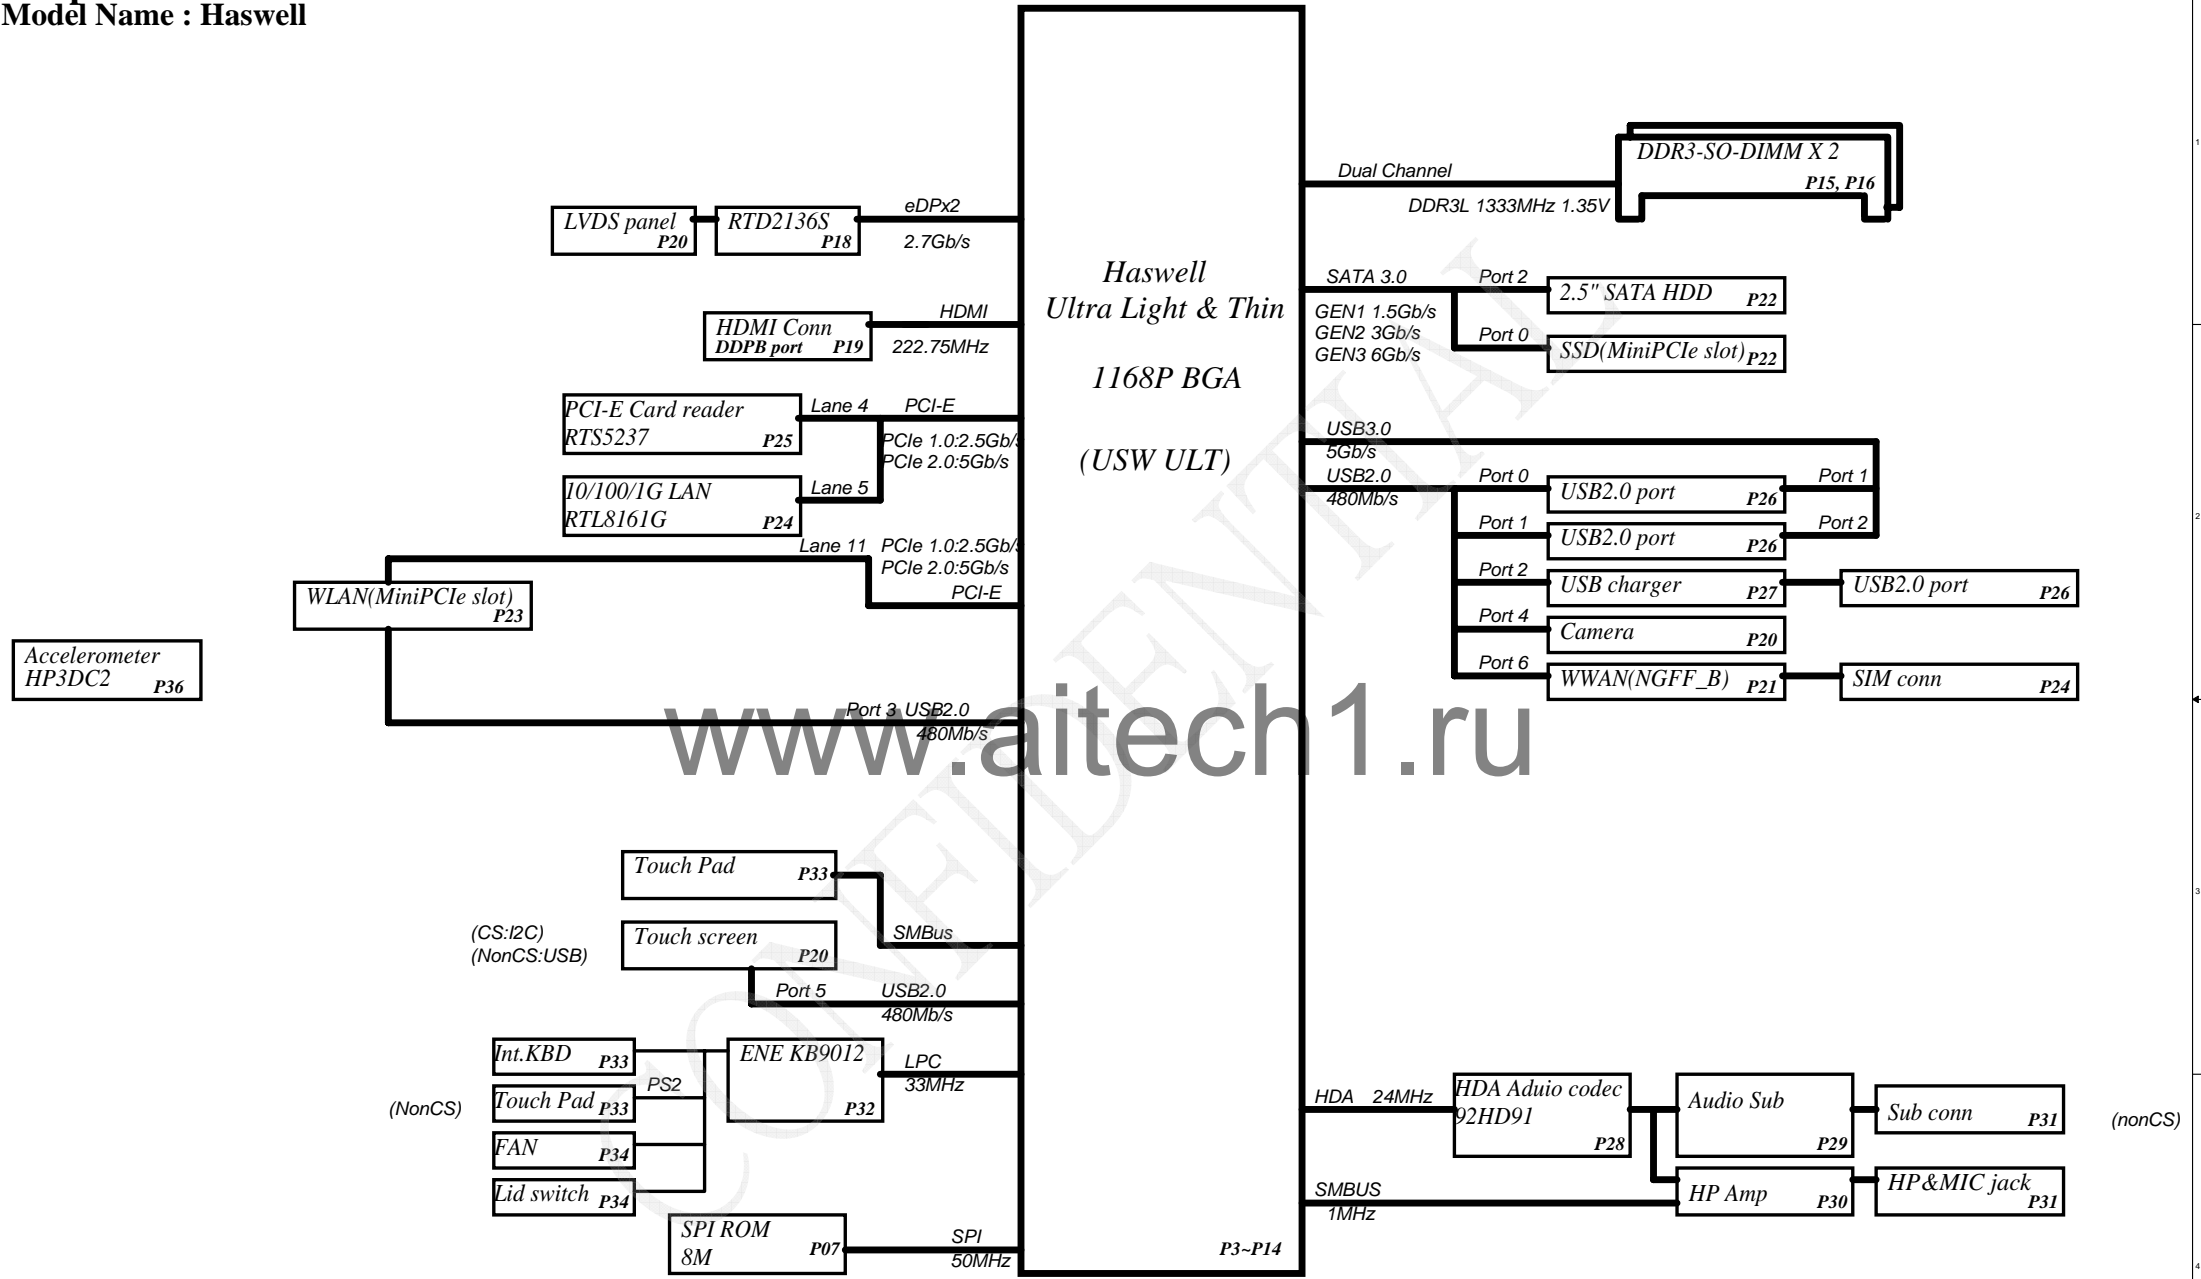 Model Name : Haswell
Haswell
Ultra Light & Thin
1168P BGA
(USW ULT)
P3~P14
LVDS panel
P20
RTD2136S
P18
eDPx2
2.7Gb/s
HDMI Conn
DDPB port P19
HDMI
222.75MHz
PCI-E Card reader
RTS5237 P25
Lane 4 PCI-E
PCIe 1.0:2.5Gb/s
PCIe 2.0:5Gb/s
10/100/1G LAN
RTL8161G P24
Lane 5
Lane 11 PCIe 1.0:2.5Gb/s
PCIe 2.0:5Gb/s
PCI-E
WLAN(MiniPCIe slot)
P23
Accelerometer
HP3DC2 P36
Port 3 USB2.0
480Mb/s
Touch Pad P33
(CS:I2C)
(NonCS:USB)
Touch screen
P20
SMBus
Port 5 USB2.0
480Mb/s
Int.KBD P33
(NonCS)
Touch Pad P33
PS2
FAN P34
Lid switch P34
ENE KB9012
P32
LPC
33MHz
SPI ROM
8M P07
SPI
50MHz
Dual Channel
DDR3L 1333MHz 1.35V
DDR3-SO-DIMM X 2
P15, P16
SATA 3.0
GEN1 1.5Gb/s
GEN2 3Gb/s
GEN3 6Gb/s
Port 2
2.5" SATA HDD P22
Port 0
SSD(MiniPCIe slot) P22
USB3.0
5Gb/s
USB2.0
480Mb/s
Port 0
USB2.0 port P26
Port 1
Port 1
USB2.0 port P26
Port 2
Port 2
USB charger P27
USB2.0 port P26
Port 4
Camera P20
Port 6
WWAN(NGFF_B) P21
SIM conn P24
HDA 24MHz
HDA Aduio codec
92HD91
P28
Audio Sub
P29
Sub conn P31
(nonCS)
SMBUS
1MHz
HP Amp P30
HP&MIC jack
P31
1
2
3
4
www.aitech1.ru
CONFIDENTIAL